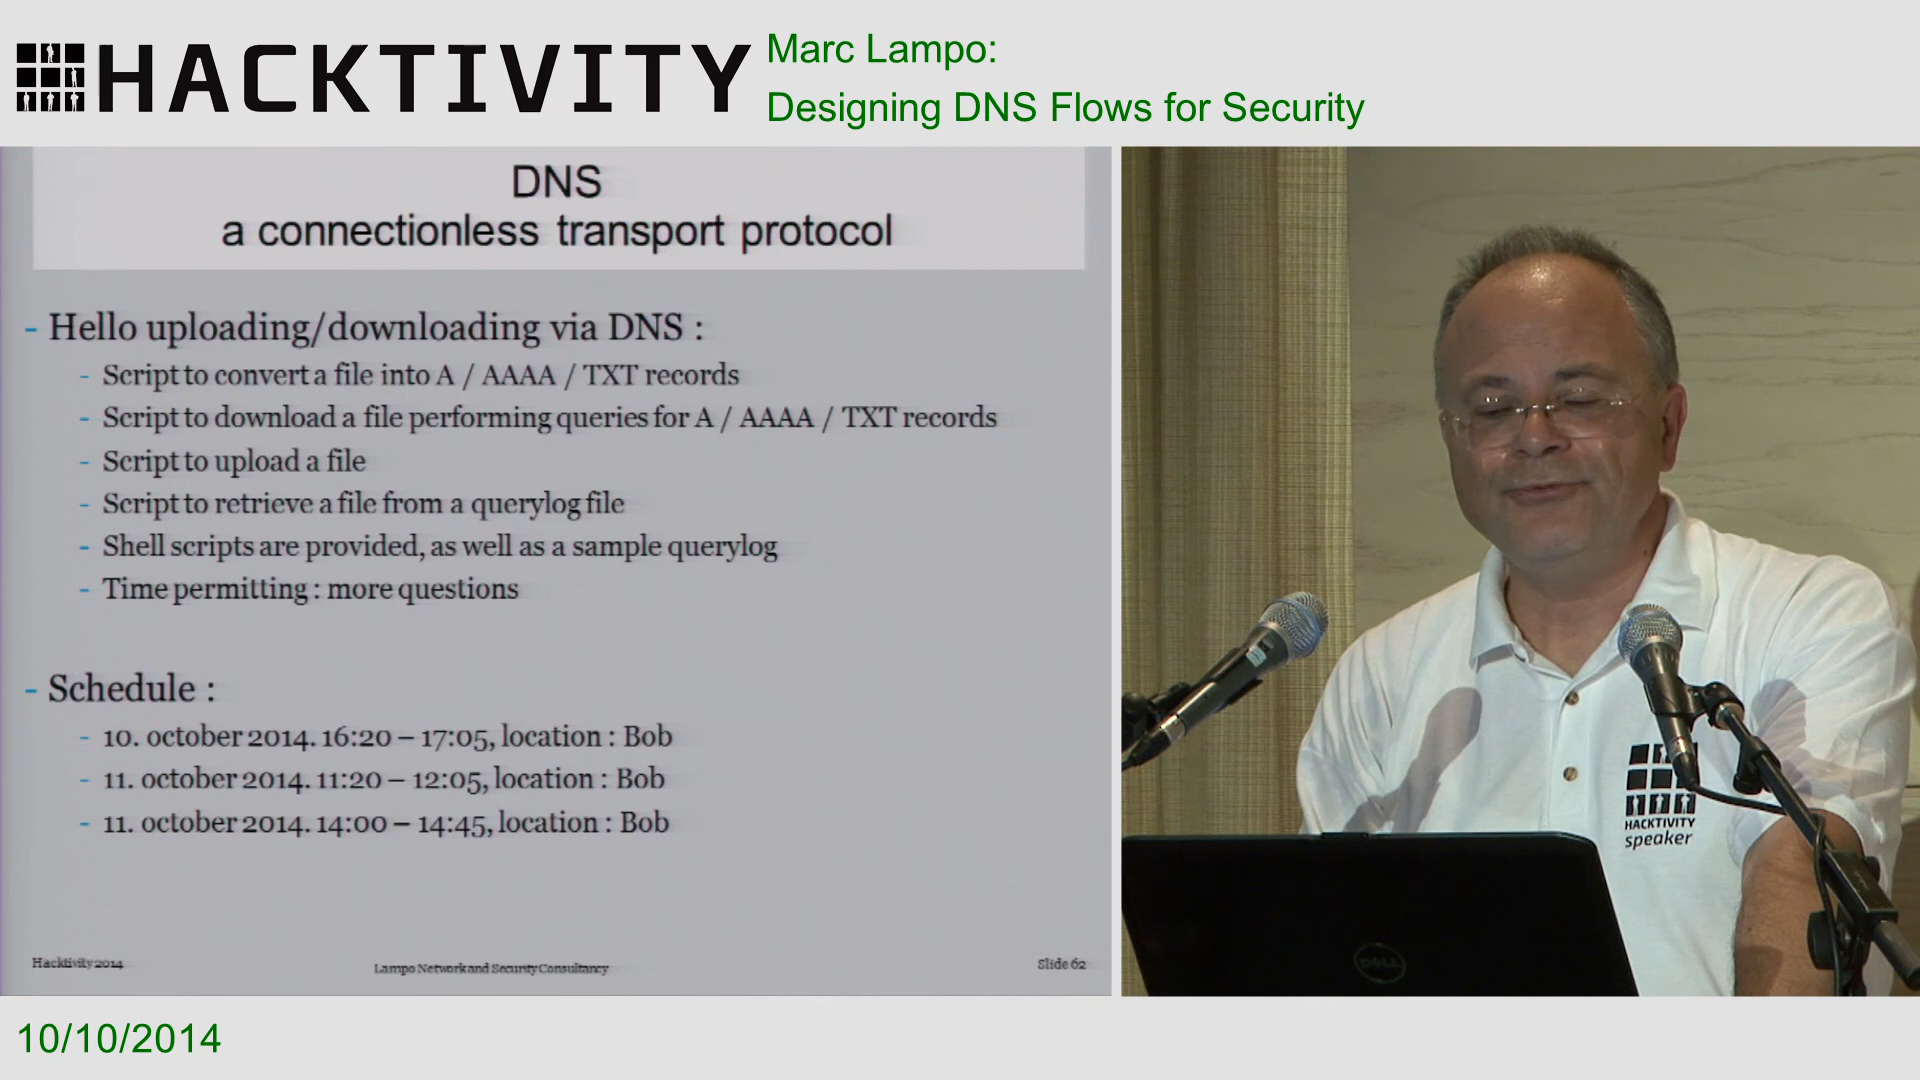 HACKTIVITY
Marc Lampo:
Designing DNS Flows for Security
DNS
a connectionless transport protocol
- Hello uploading/downloading via DNS :
- Script to convert a file into A / AAAA / TXT records
- Script to download a file performing queries for A / AAAA / TXT records
- Script to upload a file
- Script to retrieve a file from a querylog file
- Shell scripts are provided, as well as a sample querylog
- Time permitting : more questions
- Schedule :
- 10. october 2014. 16:20 – 17:05, location : Bob
- 11. october 2014. 11:20 – 12:05, location : Bob
- 11. october 2014. 14:00 – 14:45, location : Bob
Hacktivity 2014
Lampo Network and Security Consultancy
Slide 62
HACKTIVITY
speaker
DELL
10/10/2014